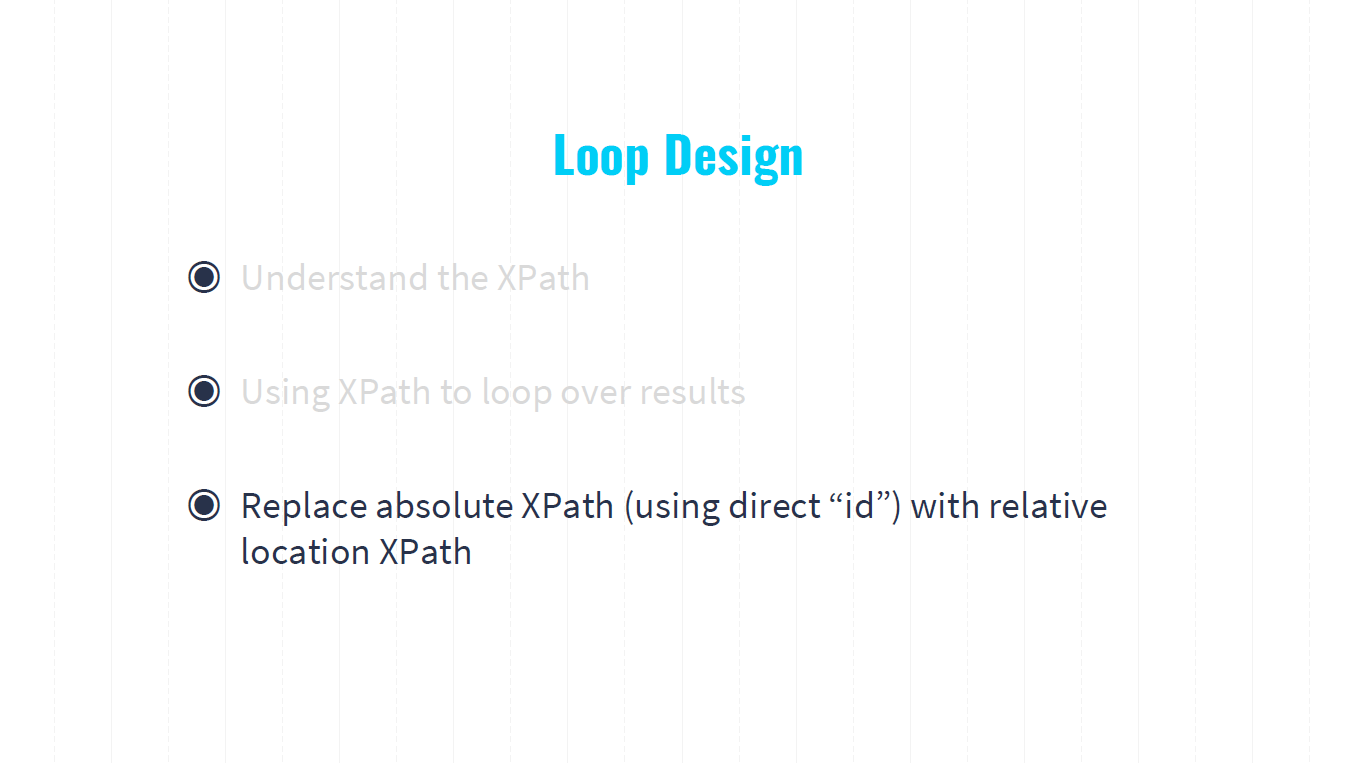 Loop Design
Understand the XPath
Using XPath to loop over results
Replace absolute XPath (using direct “id”) with relative
location XPath